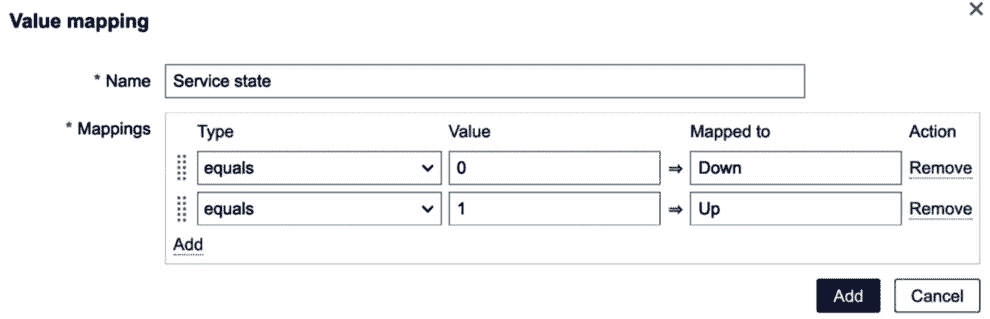 Value mapping
* Name Service state
* Mappings Type Value Mapped to Action
equals 0 ⇒ Down Remove
equals 1 ⇒ Up Remove
Add
Add Cancel